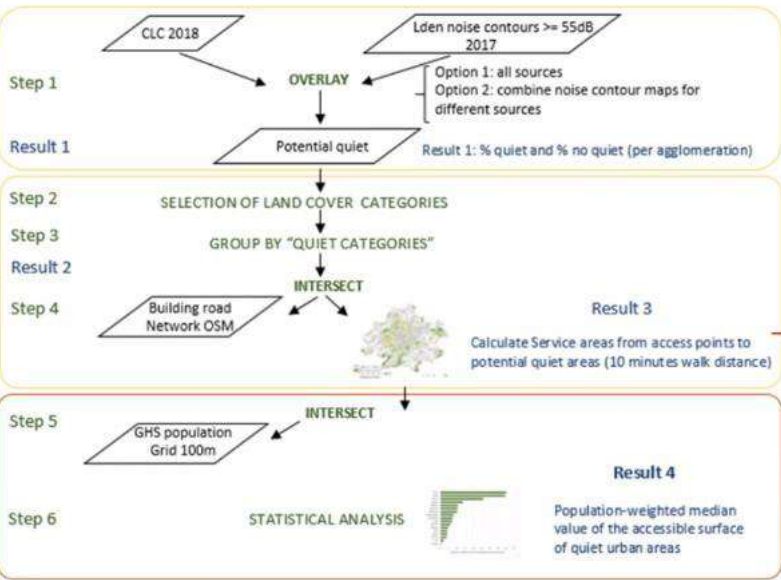 CLC 2018
Lden noise contours >= 55dB
2017
Step 1
OVERLAY
Option 1: all sources
Option 2: combine noise contour maps for
different sources
Result 1
Potential quiet
Result 1: % quiet and % no quiet (per agglomeration)
Step 2
SELECTION OF LAND COVER CATEGORIES
Step 3
GROUP BY “QUIET CATEGORIES”
Result 2
INTERSECT
Step 4
Building road
Network OSM
Result 3
Calculate Service areas from access points to
potential quiet areas (10 minutes walk distance)
Step 5
INTERSECT
GHS population
Grid 100m
Result 4
Step 6
STATISTICAL ANALYSIS
Population-weighted median
value of the accessible surface
of quiet urban areas